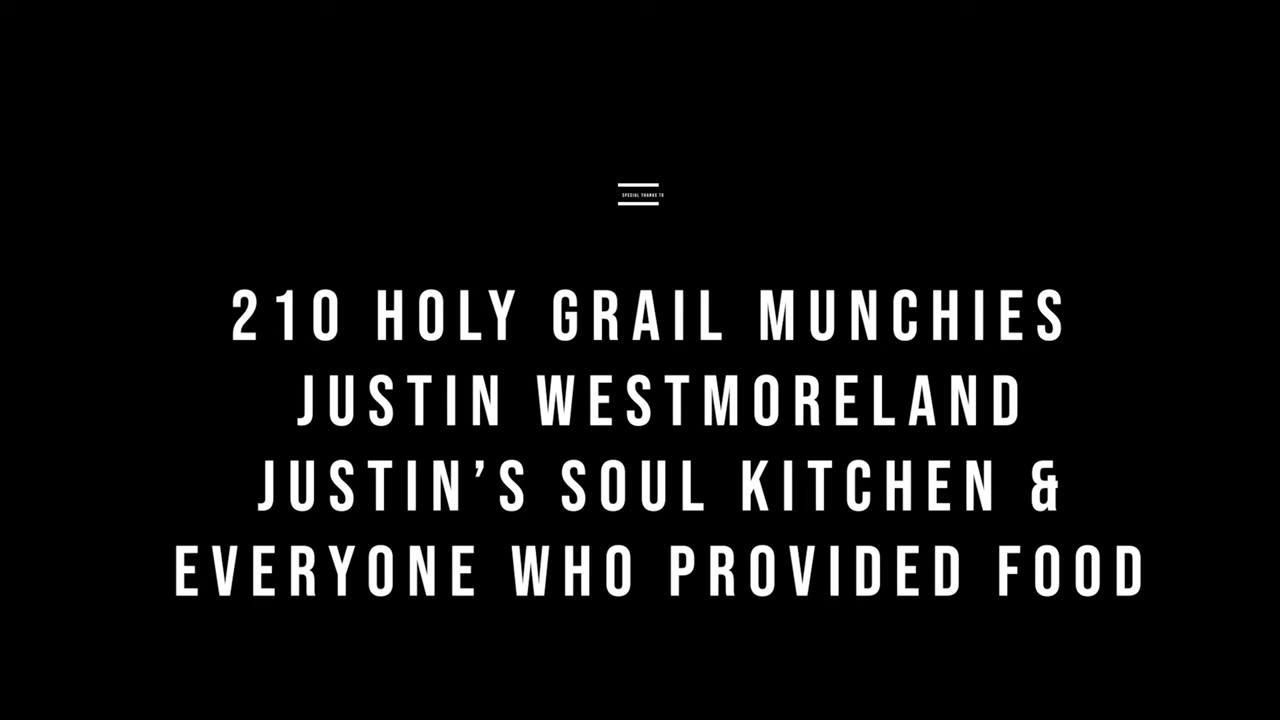 SPECIAL THANKS TO
210 HOLY GRAIL MUNCHIES
JUSTIN WESTMORELAND
JUSTIN’S SOUL KITCHEN &
EVERYONE WHO PROVIDED FOOD